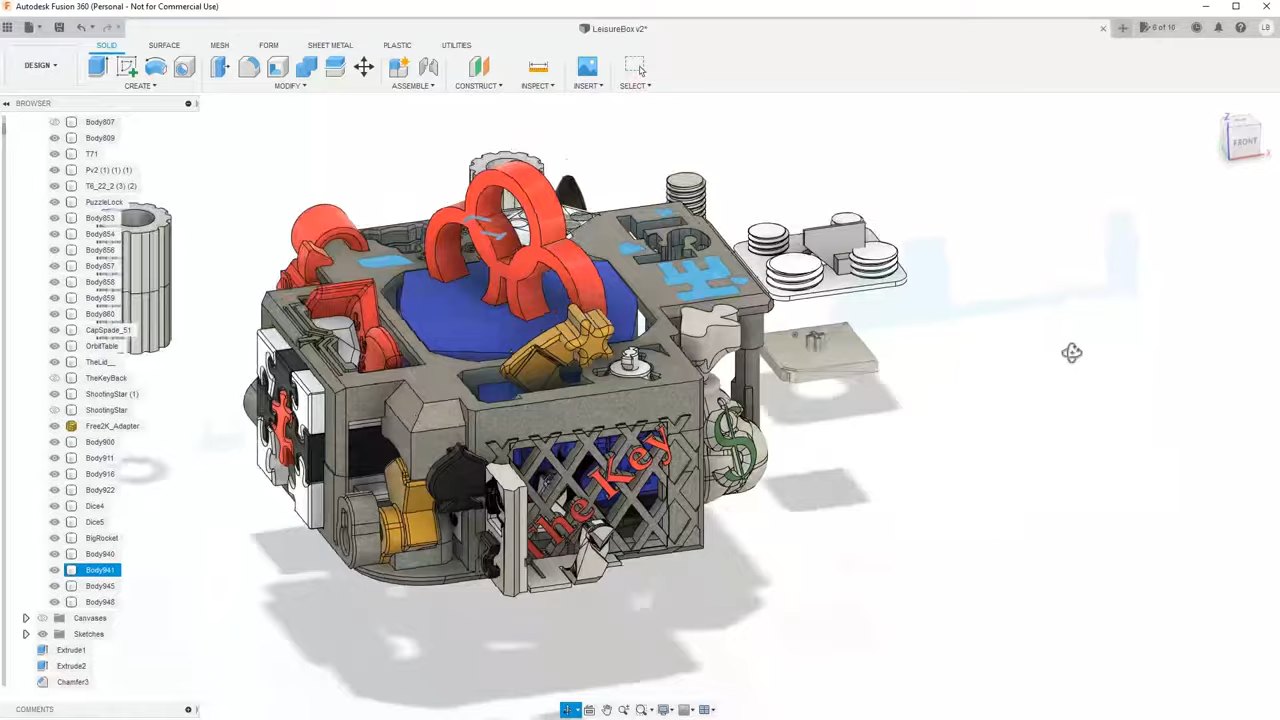 Autodesk Fusion 360 (Personal - Not for Commercial Use)
LeisureBox v2*
6 of 10
LB
SOLID SURFACE MESH FORM SHEET METAL PLASTIC UTILITIES
DESIGN
CREATE MODIFY ASSEMBLE CONSTRUCT INSPECT INSERT SELECT
BROWSER
FRONT
Z
X
Body807
Body809
T71
Pv2 (1) (1) (1)
T6_22_2 (3) (2)
PuzzleLock
Body853
Body854
Body856
Body857
Body858
Body859
Body860
CapSpade_51
OrbitTable
TheLid__
TheKeyBack
ShootingStar (1)
ShootingStar
Free2K_Adapter
Body900
Body911
Body916
Body922
Dice4
Dice5
BigRocket
Body940
Body941
Body945
Body948
Canvases
Sketches
Extrude1
Extrude2
Chamfer3
The Key
$
COMMENTS